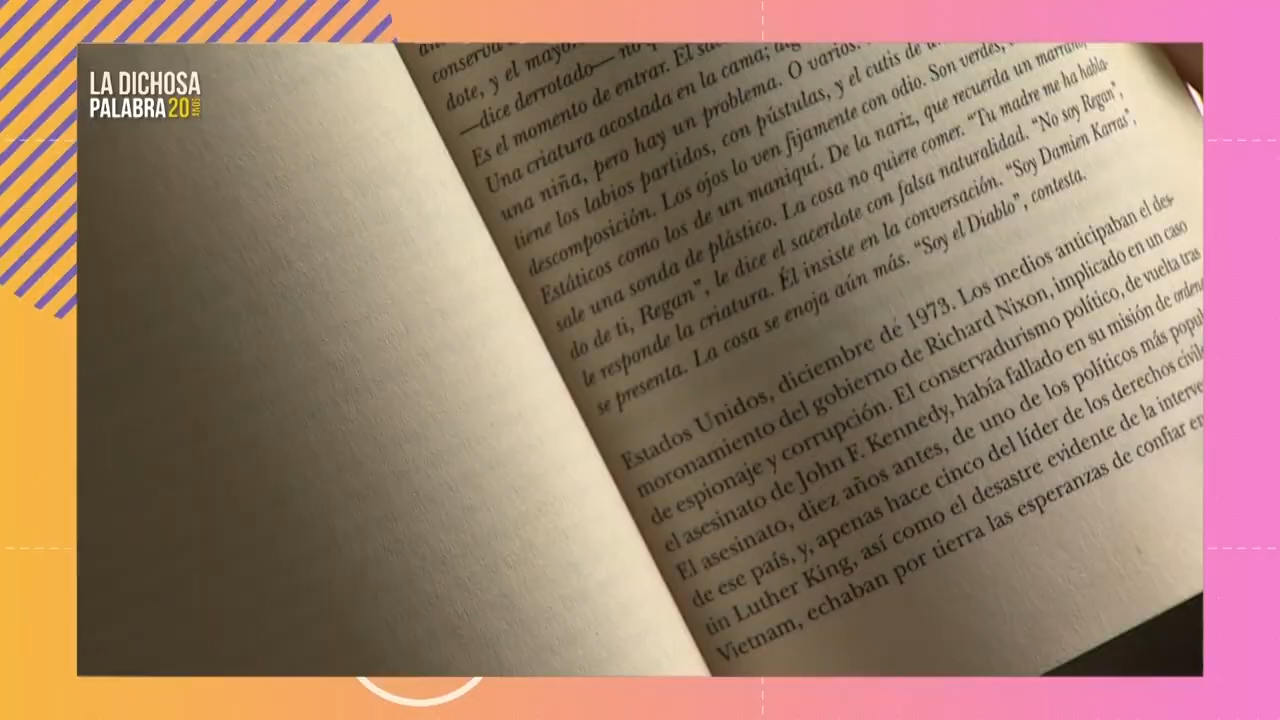 LA DICHOSA
PALABRA 20 AÑOS
conserva
dote, y el mayor
—dice derrotado— no
Es el momento de entrar. El
Una criatura acostada en la cama;
una niña, pero hay un problema. O varios.
tiene los labios partidos, con pústulas, y el cutis de
descomposición. Los ojos lo ven fijamente con odio. Son verdes,
Estáticos como los de un maniquí. De la nariz, que recuerda un marrano,
sale una sonda de plástico. La cosa no quiere comer. “Tu madre me ha habla-
do de ti, Regan”, le dice el sacerdote con falsa naturalidad. “No soy Regan”,
le responde la criatura. Él insiste en la conversación. “Soy Damien Karras”,
se presenta. La cosa se enoja aún más. “Soy el Diablo”, contesta.
Estados Unidos, diciembre de 1973. Los medios anticipaban el des-
moronamiento del gobierno de Richard Nixon, implicado en un caso
de espionaje y corrupción. El conservadurismo político, de vuelta tras
el asesinato de John F. Kennedy, había fallado en su misión de
El asesinato, diez años antes, de uno de los políticos más
de ese país, y, apenas hace cinco del líder de los derechos
tin Luther King, así como el desastre evidente de la
Vietnam, echaban por tierra las esperanzas de confiar